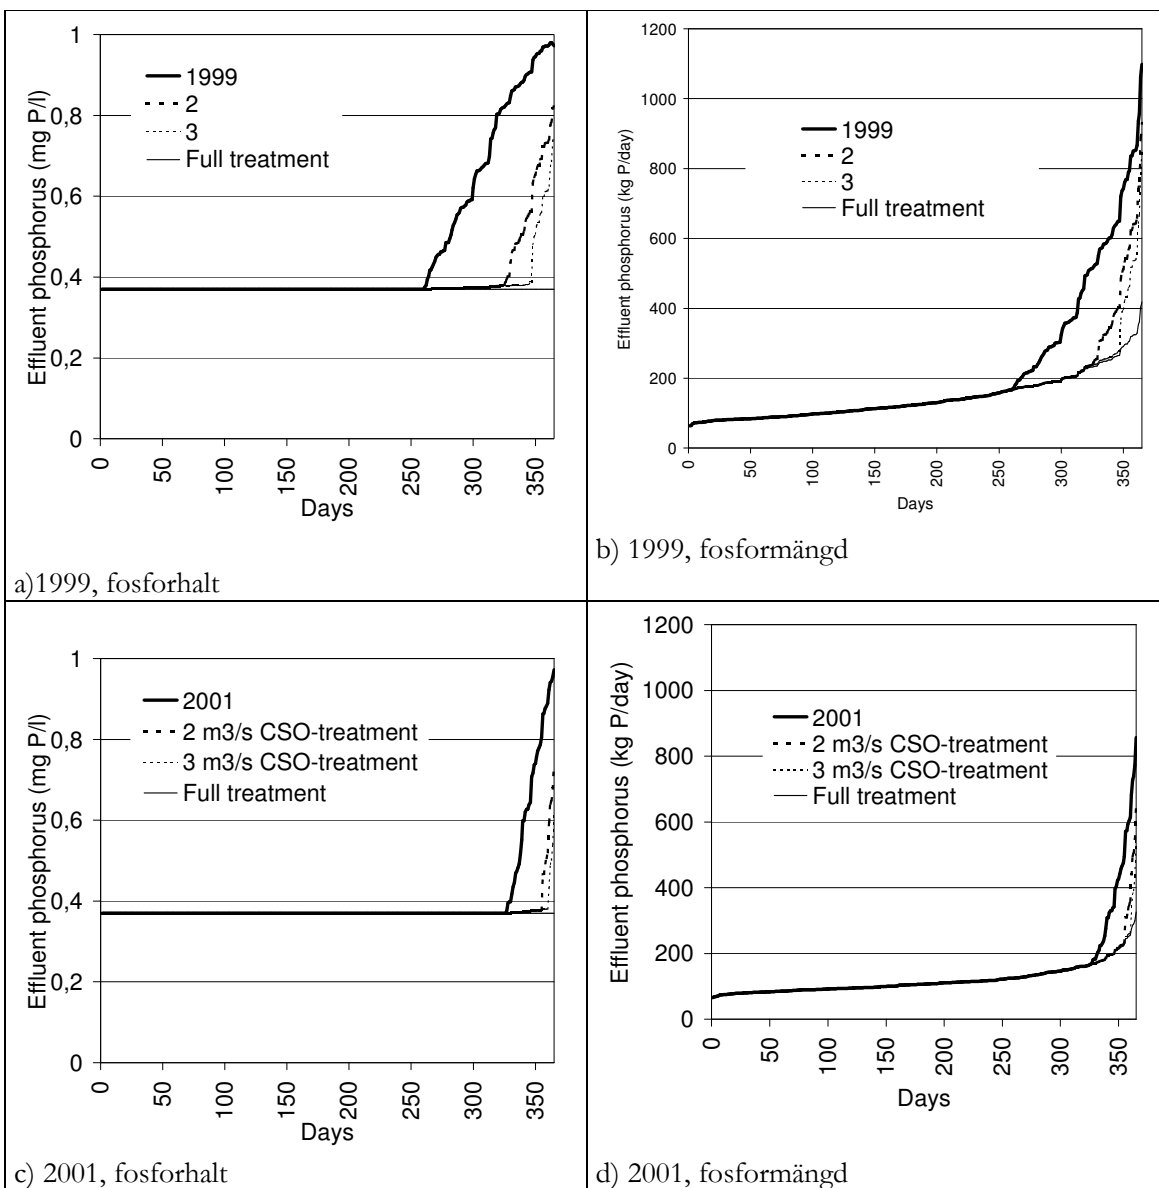 1
0,8
0,6
0,4
0,2
0
Effluent phosphorus (mg P/l)
1999
2
3
Full treatment
0 50 100 150 200 250 300 350
Days
a)1999, fosforhalt
1200
1000
800
600
400
200
0
Effluent phosphorus (kg P/day)
1999
2
3
Full treatment
0 50 100 150 200 250 300 350
Days
b) 1999, fosformängd
1
0,8
0,6
0,4
0,2
0
Effluent phosphorus (mg P/l)
2001
2 m3/s CSO-treatment
3 m3/s CSO-treatment
Full treatment
0 50 100 150 200 250 300 350
Days
c) 2001, fosforhalt
1200
1000
800
600
400
200
0
Effluent phosphorus (kg P/day)
2001
2 m3/s CSO-treatment
3 m3/s CSO-treatment
Full treatment
0 50 100 150 200 250 300 350
Days
d) 2001, fosformängd